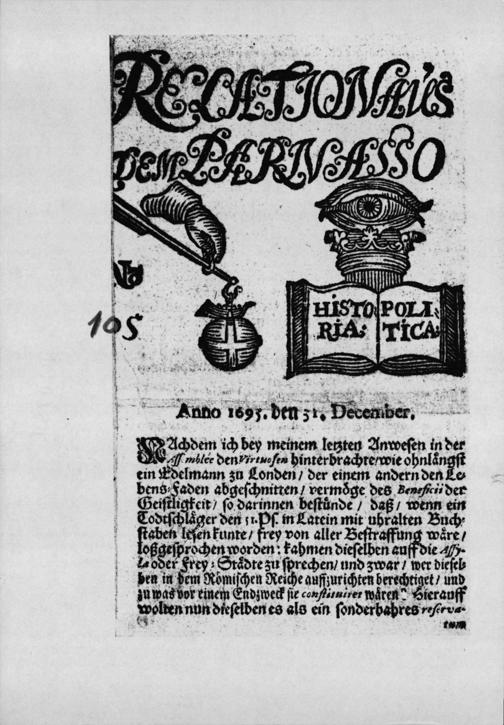 RELATION AUS
DEM PARNASSO
No
105
HISTO POLI:
RIA: TICA
Anno 1695. den 31. December.
NAchdem ich bey meinem letzten Anwesen in der
Assemblée den Virtuosen hinterbrachte/ wie ohnlängst
ein Edelmann zu Londen/ der einem andern den Le-
bens-Faden abgeschnitten/ vermöge des Beneficii der
Geistligkeit/ so darinnen bestünde/ daß/ wenn ein
Todtschläger den 51. Ps. in Latein mit uhralten Buch-
staben lesen kunte/ frey von aller Bestraffung wäre/
loßgesprochen worden: kahmen dieselben auff die Asy-
la oder Frey-Städte zu sprechen/ und zwar/ wer diesel-
ben in dem Römischen Reiche auffzurichten berechtiget/ und
zu was vor einem Endzweck sie constituiret wären? Hierauff
wolten nun dieselben es als ein sonderbahres reserva-
tum